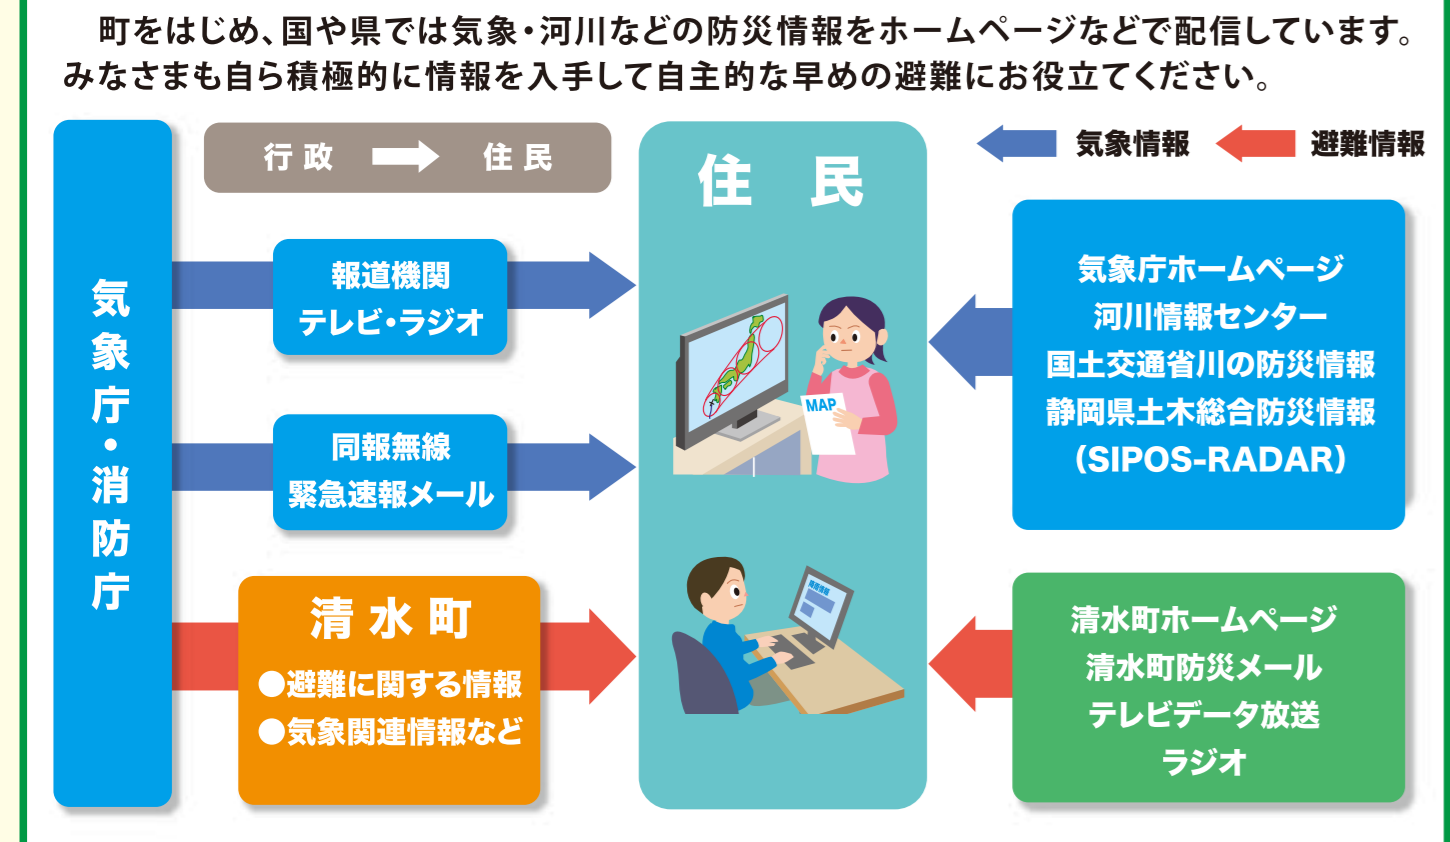 町をはじめ、国や県では気象・河川などの防災情報をホームページなどで配信しています。
みなさまも自ら積極的に情報を入手して自主的な早めの避難にお役立てください。
気象庁・消防庁
行政 → 住民
報道機関
テレビ・ラジオ
同報無線
緊急速報メール
清水町
●避難に関する情報
●気象関連情報など
住 民
MAP
気象情報
避難情報
気象庁ホームページ
河川情報センター
国土交通省川の防災情報
静岡県土木総合防災情報
（SIPOS-RADAR）
清水町ホームページ
清水町防災メール
テレビデータ放送
ラジオ